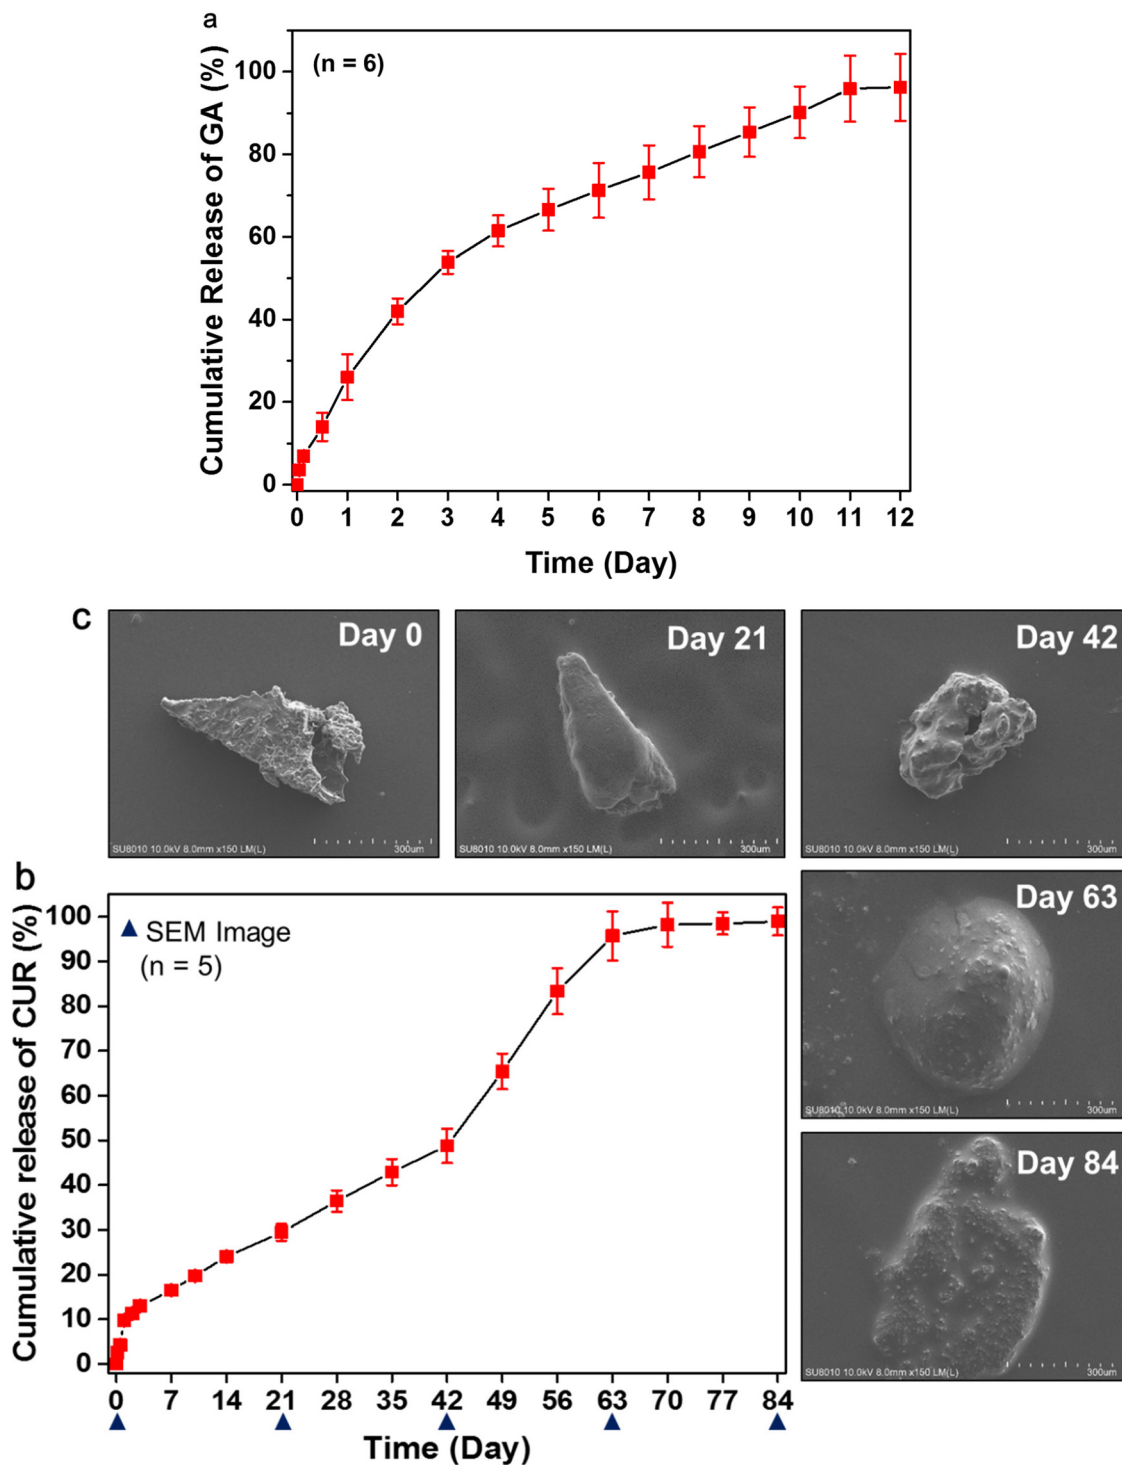 a
Cumulative Release of GA (%)
(n = 6)
100
80
60
40
20
0
0 1 2 3 4 5 6 7 8 9 10 11 12
Time (Day)
c
Day 0
SU8010 10.0kV 8.0mm x150 LM(L) 300um
Day 21
SU8010 10.0kV 8.0mm x150 LM(L) 300um
Day 42
SU8010 10.0kV 8.0mm x150 LM(L) 300um
b
Cumulative release of CUR (%)
SEM Image
(n = 5)
100
90
80
70
60
50
40
30
20
10
0
0 7 14 21 28 35 42 49 56 63 70 77 84
Time (Day)
Day 63
SU8010 10.0kV 8.0mm x150 LM(L) 300um
Day 84
SU8010 10.0kV 8.0mm x150 LM(L) 300um